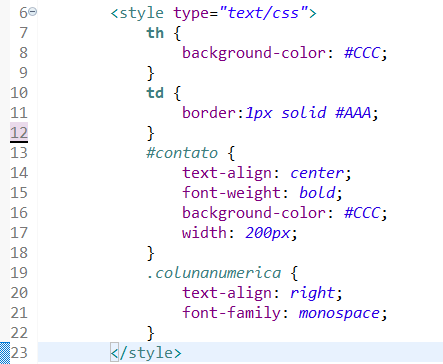 6 <style type="text/css">
7 th {
8 background-color: #CCC;
9 }
10 td {
11 border:1px solid #AAA;
12 }
13 #contato {
14 text-align: center;
15 font-weight: bold;
16 background-color: #CCC;
17 width: 200px;
18 }
19 .colunanumerica {
20 text-align: right;
21 font-family: monospace;
22 }
23 </style>